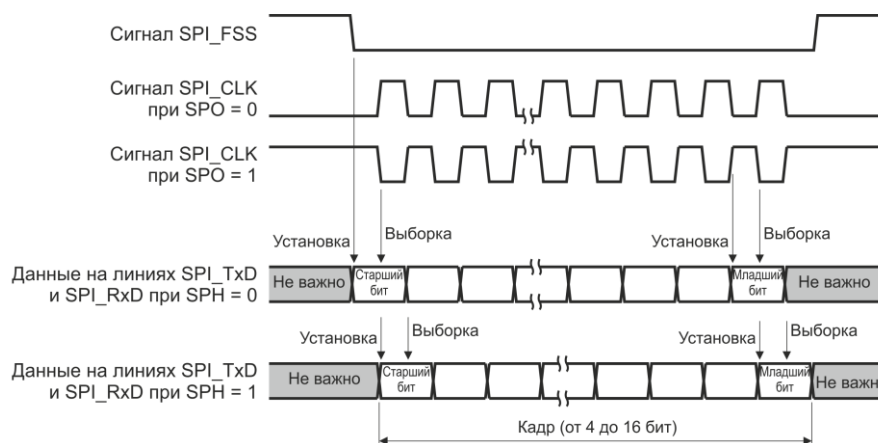 Сигнал SPI_FSS
Сигнал SPI_CLK
при SPO = 0
Сигнал SPI_CLK
при SPO = 1
Установка Выборка Установка Выборка
Данные на линиях SPI_TxD
и SPI_RxD при SPH = 0
Не важно Старший бит Младший бит Не важно
Установка Выборка Установка Выборка
Данные на линиях SPI_TxD
и SPI_RxD при SPH = 1
Не важно Старший бит Младший бит Не важн
Кадр (от 4 до 16 бит)